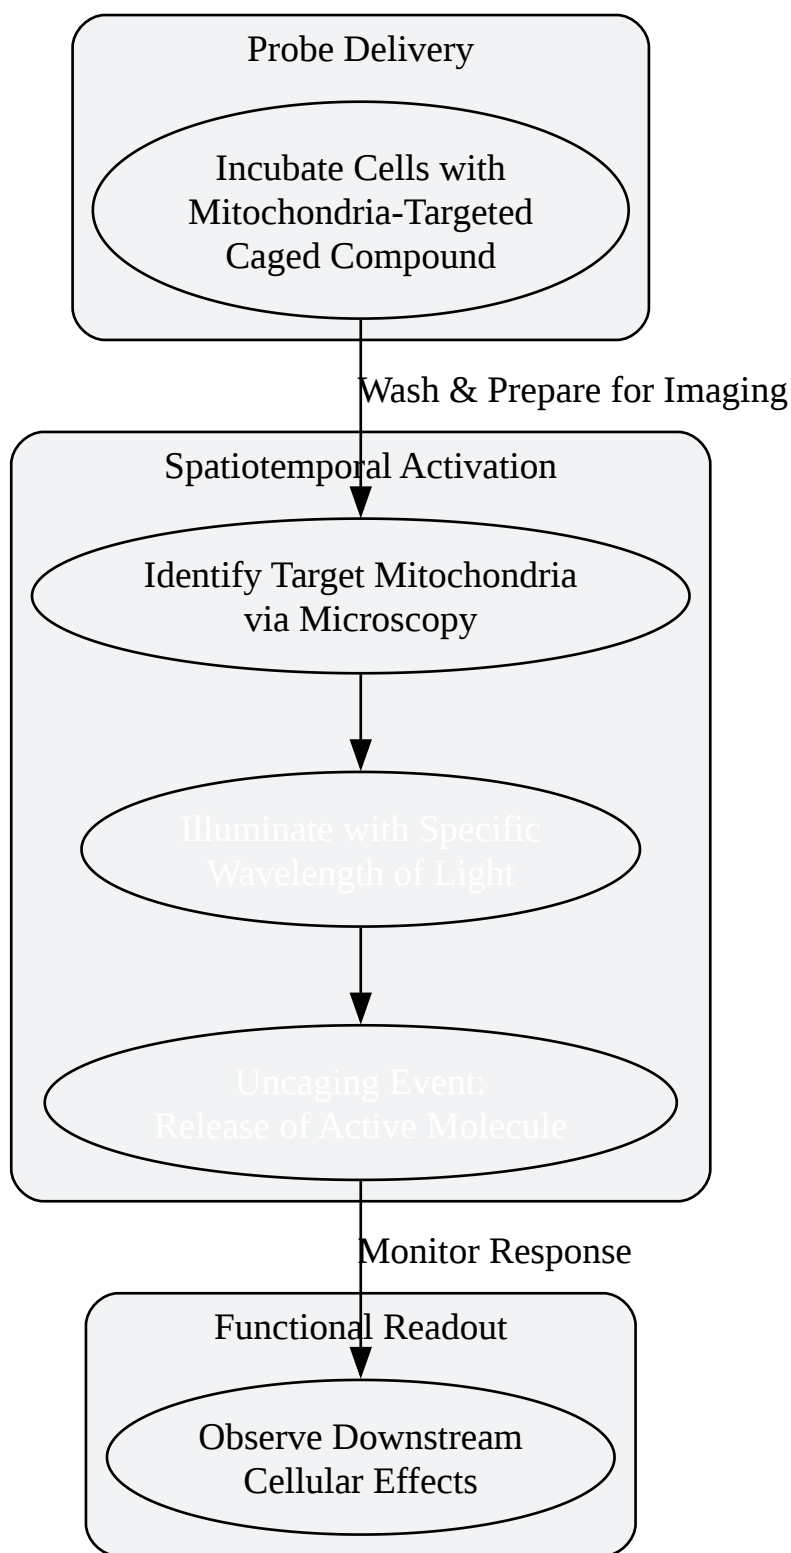 Probe Delivery
Incubate Cells with
Mitochondria-Targeted
Caged Compound
Wash & Prepare for Imaging
Spatiotemporal Activation
Identify Target Mitochondria
via Microscopy
Illuminate with Specific
Wavelength of Light
Uncaging Event:
Release of Active Molecule
Monitor Response
Functional Readout
Observe Downstream
Cellular Effects